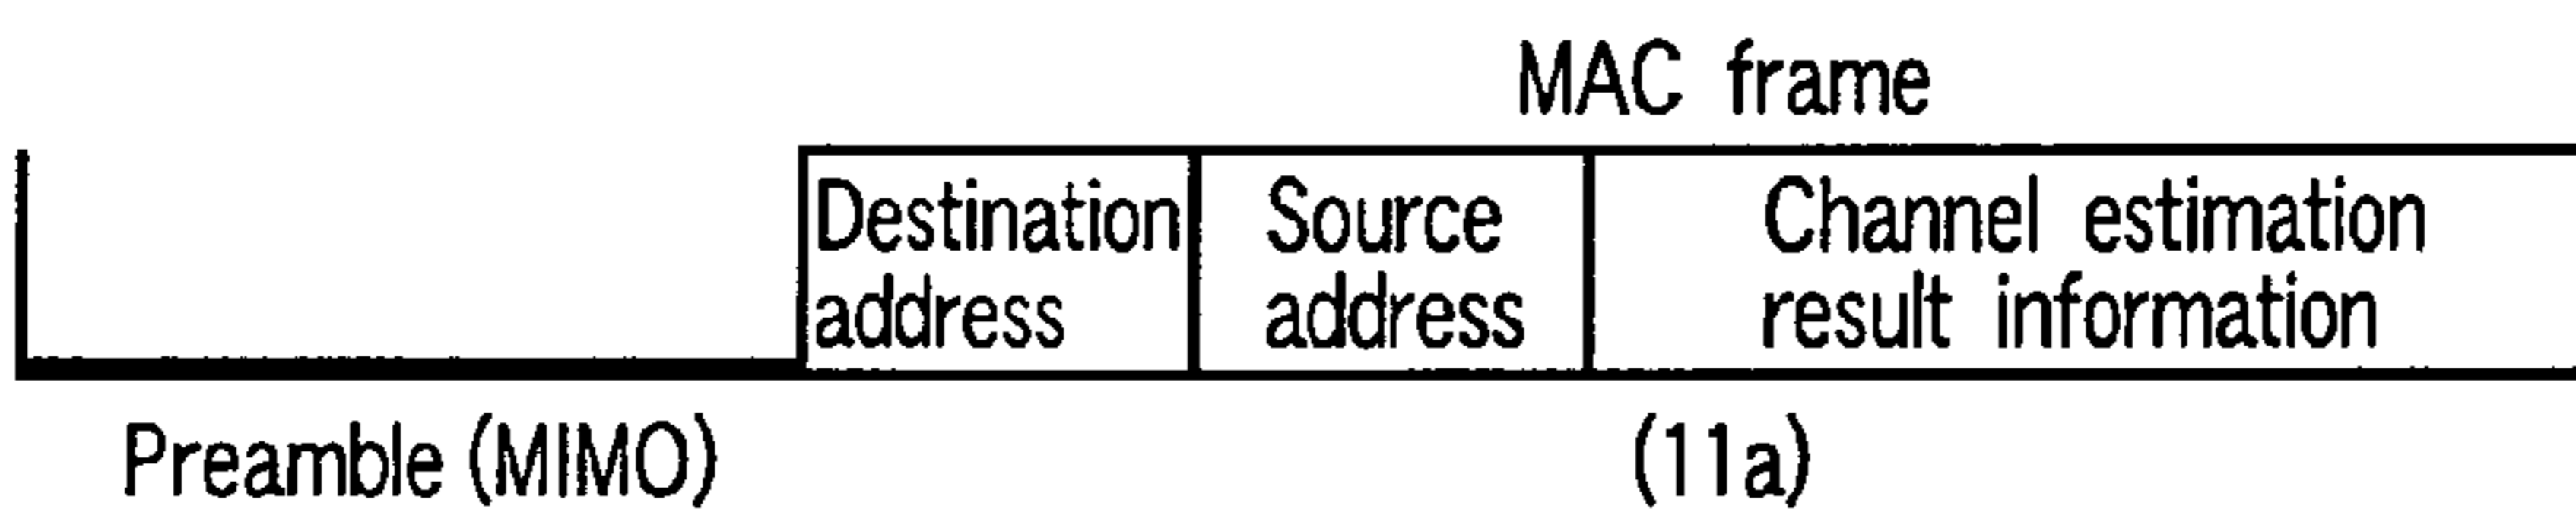 MAC frame
Destination
address
Source
address
Channel estimation
result information
Preamble (MIMO)
(11a)